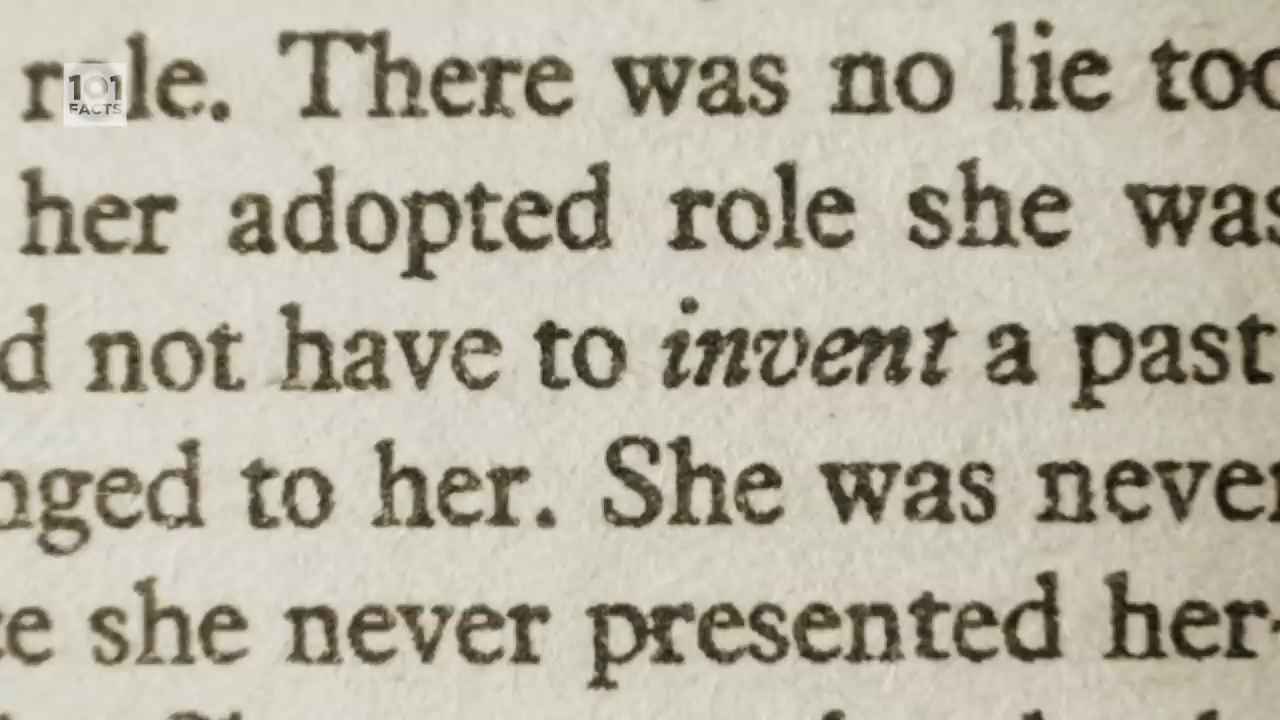 101
FACTS
role. There was no lie too
her adopted role she was
d not have to invent a past
nged to her. She was never
e she never presented her-